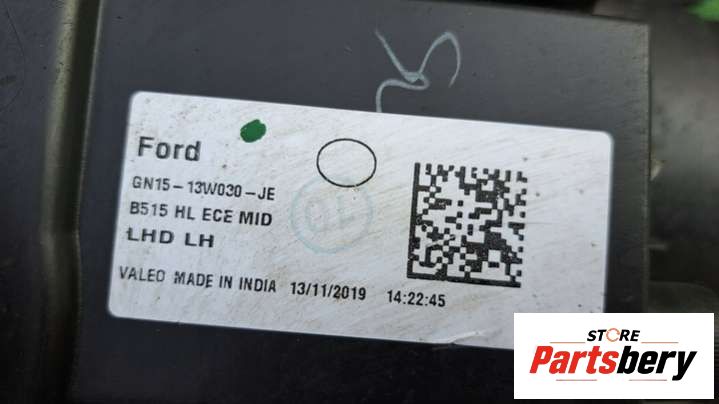 Ford
GN15-13W030-JE
B515 HL ECE MID
LHD LH
VALEO MADE IN INDIA 13/11/2019 14:22:45
STORE
Partsbery